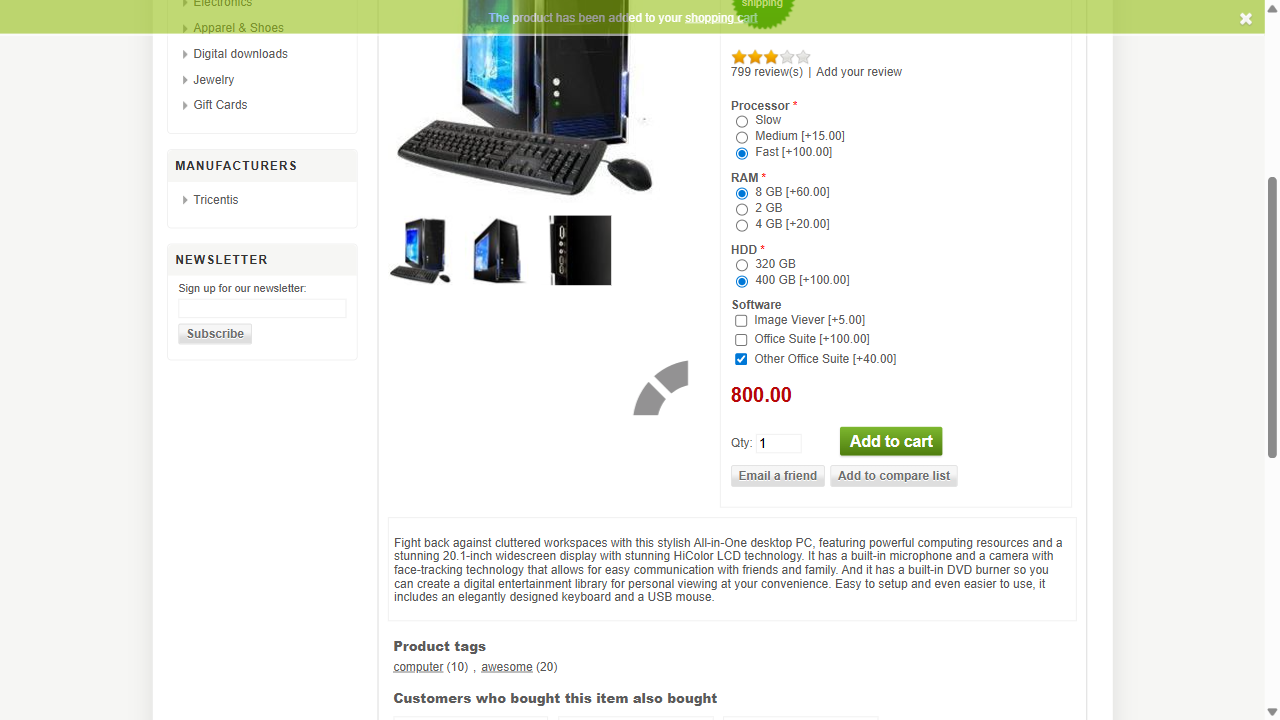 The product has been added to your shopping cart
shipping
Electronics
Apparel & Shoes
Digital downloads
Jewelry
Gift Cards
MANUFACTURERS
Tricentis
NEWSLETTER
Sign up for our newsletter:
Subscribe
799 review(s) | Add your review
Processor *
Slow
Medium [+15.00]
Fast [+100.00]
RAM *
8 GB [+60.00]
2 GB
4 GB [+20.00]
HDD *
320 GB
400 GB [+100.00]
Software
Image Viever [+5.00]
Office Suite [+100.00]
Other Office Suite [+40.00]
800.00
Qty: 1
Add to cart
Email a friend
Add to compare list
Fight back against cluttered workspaces with this stylish All-in-One desktop PC, featuring powerful computing resources and a
stunning 20.1-inch widescreen display with stunning HiColor LCD technology. It has a built-in microphone and a camera with
face-tracking technology that allows for easy communication with friends and family. And it has a built-in DVD burner so you
can create a digital entertainment library for personal viewing at your convenience. Easy to setup and even easier to use, it
includes an elegantly designed keyboard and a USB mouse.
Product tags
computer (10) , awesome (20)
Customers who bought this item also bought